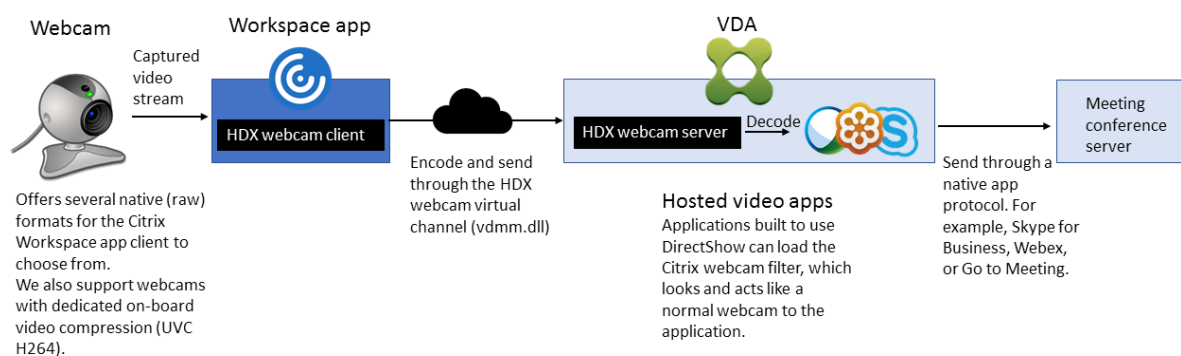 Webcam
Captured
video
stream
Offers several native (raw)
formats for the Citrix
Workspace app client to
choose from.
We also support webcams
with dedicated on-board
video compression (UVC
H264).
Workspace app
HDX webcam client
Encode and send
through the HDX
webcam virtual
channel (vdmm.dll)
VDA
HDX webcam server
Decode
S
Hosted video apps
Applications built to use
DirectShow can load the
Citrix webcam filter, which
looks and acts like a
normal webcam to the
application.
Send through a
native app
protocol. For
example, Skype for
Business, Webex,
or Go to Meeting.
Meeting
conference
server